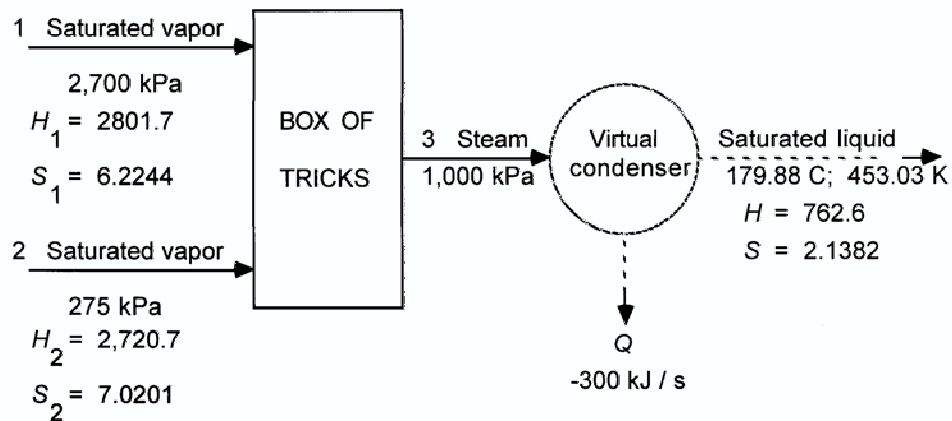 1 Saturated vapor
2,700 kPa
H1 = 2801.7
S1 = 6.2244
BOX OF
TRICKS
2 Saturated vapor
275 kPa
H2 = 2,720.7
S2 = 7.0201
3 Steam
1,000 kPa
Virtual
condenser
Saturated liquid
179.88 C; 453.03 K
H = 762.6
S = 2.1382
Q
-300 kJ / s